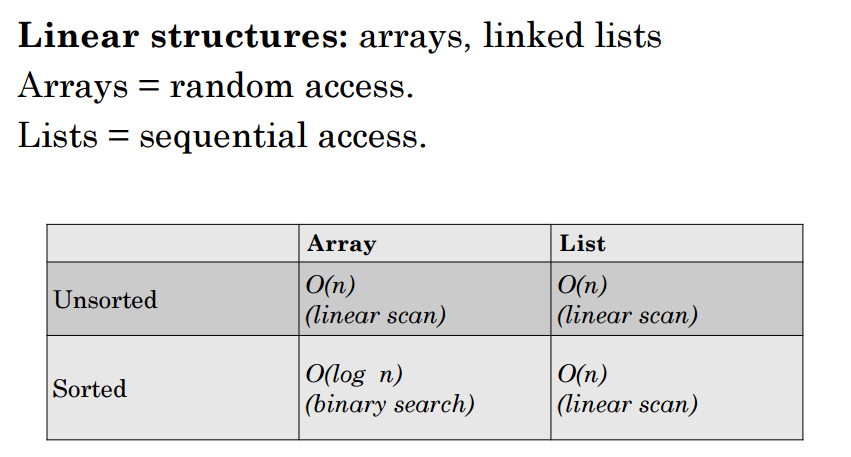 Linear structures: arrays, linked lists
Arrays = random access.
Lists = sequential access.
Array List
Unsorted O(n) O(n)
(linear scan) (linear scan)
Sorted O(log n) O(n)
(binary search) (linear scan)